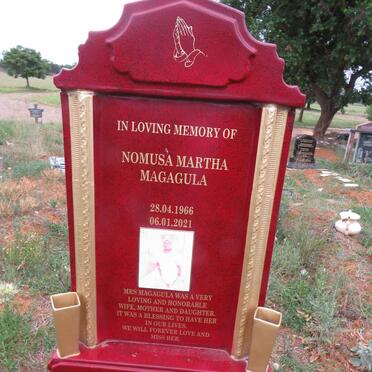 IN LOVING MEMORY OF
NOMUSA MARTHA
MAGAGULA
28.04.1966
06.01.2021
MRS MAGAGULA WAS A VERY
LOVING AND HONORABLE
WIFE, MOTHER AND DAUGHTER.
IT WAS A BLESSING TO HAVE HER
IN OUR LIVES.
WE WILL FOREVER LOVE AND
MISS HER.